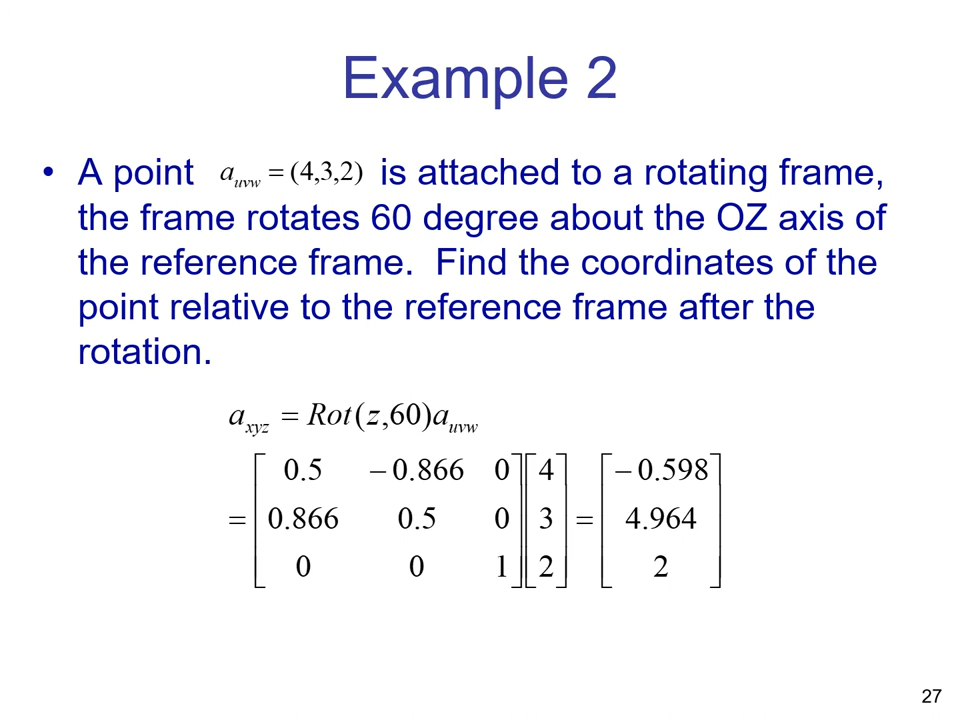 Example 2
• A point a_uvw = (4,3,2) is attached to a rotating frame,
the frame rotates 60 degree about the OZ axis of
the reference frame.  Find the coordinates of the
point relative to the reference frame after the
rotation.
a_xyz = Rot(z,60)a_uvw
= [0.5 −0.866 0; 0.866 0.5 0; 0 0 1] [4; 3; 2] = [−0.598; 4.964; 2]
27